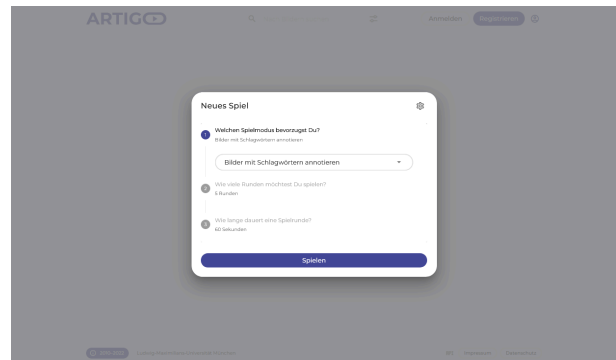 ARTIGO
Anmelden
Registrieren
Neues Spiel
1
Welchen Spielmodus bevorzugst Du?
Bilder mit Schlagwörtern annotieren
Bilder mit Schlagwörtern annotieren
2
Wie viele Runden möchtest Du spielen?
5 Runden
3
Wie lange dauert eine Spielrunde?
60 Sekunden
Spielen
Impressum
Datenschutz